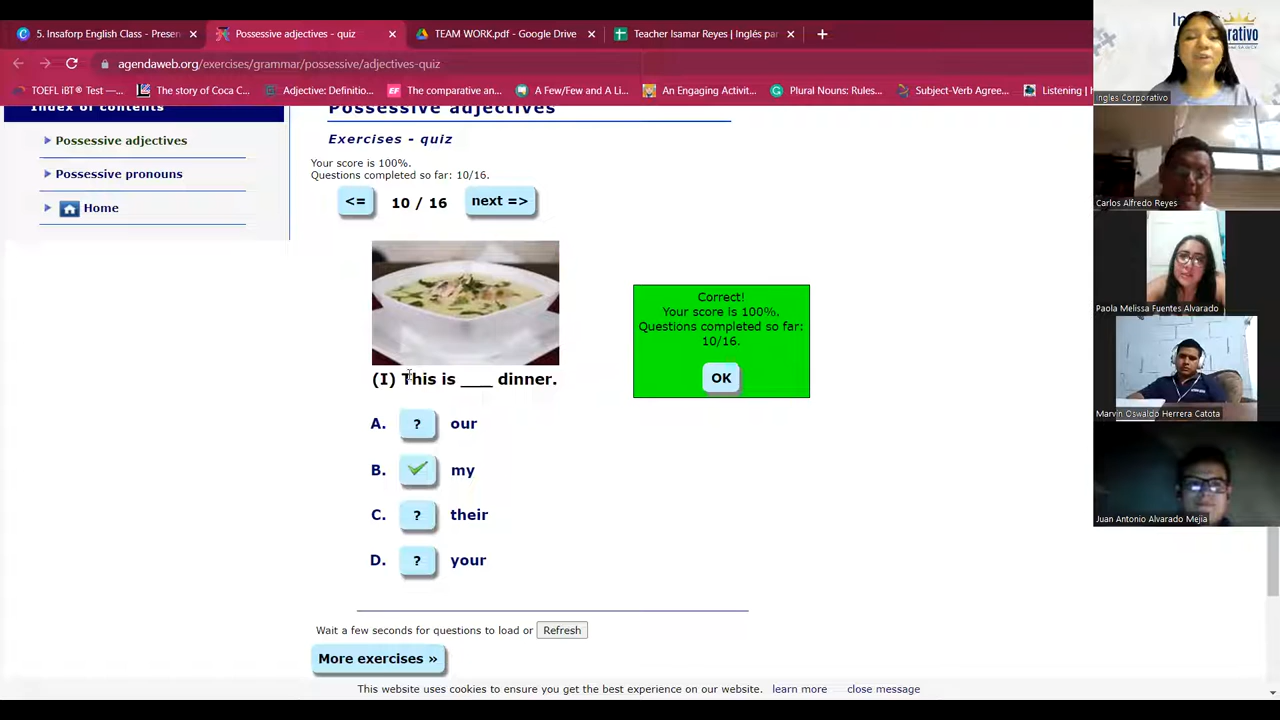 5. Insaforp English Class - Presen
Possessive adjectives - quiz
TEAM WORK.pdf - Google Drive
Teacher Isamar Reyes | Inglés par
agendaweb.org/exercises/grammar/possessive/adjectives-quiz
TOEFL iBT® Test —...
The story of Coca C...
Adjective: Definitio...
The comparative an...
A Few/Few and A Li...
An Engaging Activit...
Plural Nouns: Rules...
Subject-Verb Agree...
Listening | H
Index of contents
Possessive adjectives
Possessive pronouns
Home
Possessive adjectives
Exercises - quiz
Your score is 100%.
Questions completed so far: 10/16.
<=
10 / 16
next =>
(I) This is ___ dinner.
A. ? our
B. my
C. ? their
D. ? your
Correct!
Your score is 100%.
Questions completed so far:
10/16.
OK
Wait a few seconds for questions to load or Refresh
More exercises »
This website uses cookies to ensure you get the best experience on our website. learn more close message
Ingles Corporativo
Carlos Alfredo Reyes
Paola Melissa Fuentes Alvarado
Marvin Oswaldo Herrera Catota
Juan Antonio Alvarado Mejia